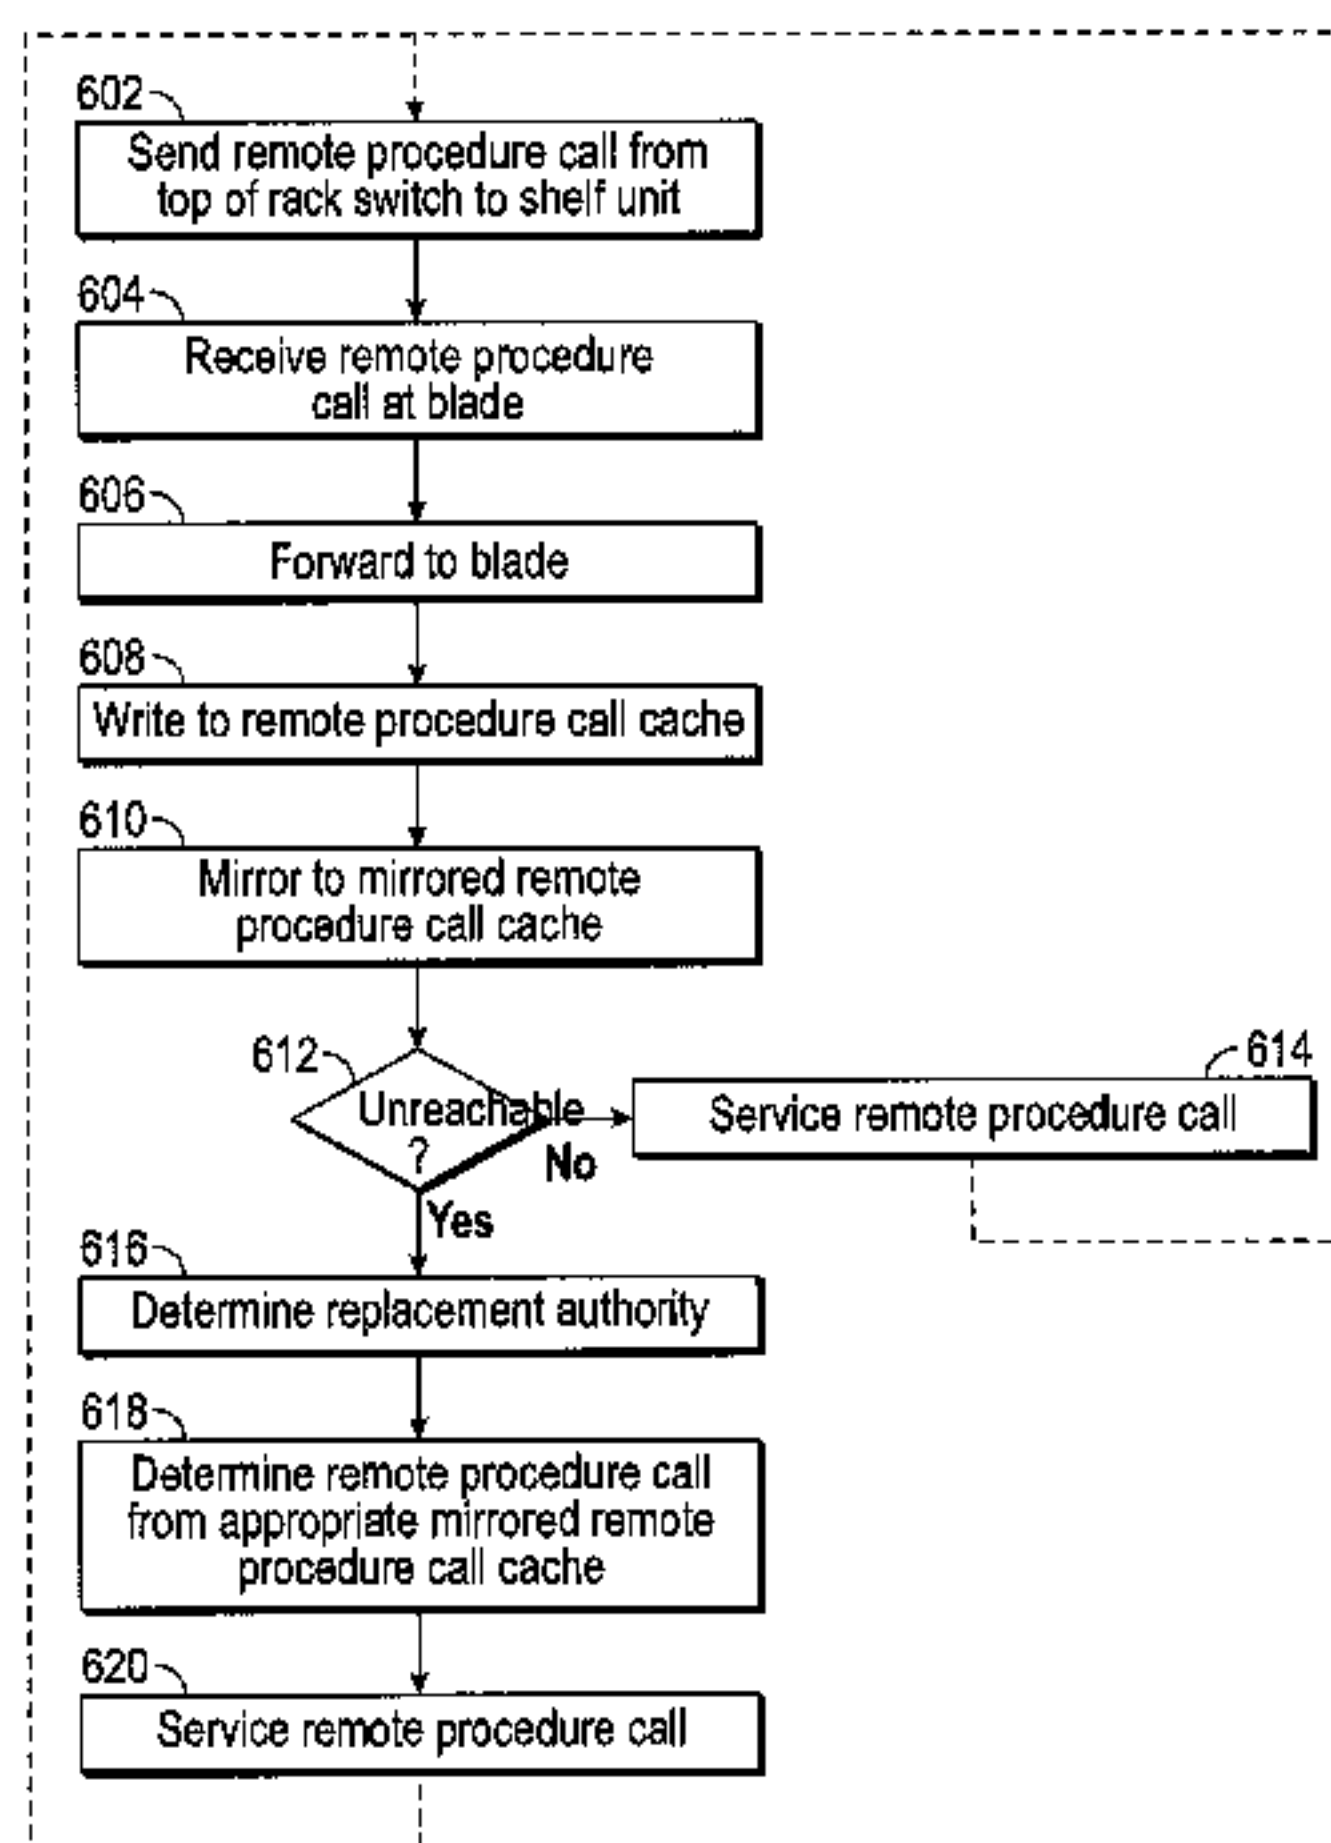 602
Send remote procedure call from
top of rack switch to shelf unit
604
Receive remote procedure
call at blade
606
Forward to blade
608
Write to remote procedure call cache
610
Mirror to mirrored remote
procedure call cache
612
Unreachable
?
No
Yes
614
Service remote procedure call
616
Determine replacement authority
618
Determine remote procedure call
from appropriate mirrored remote
procedure call cache
620
Service remote procedure call